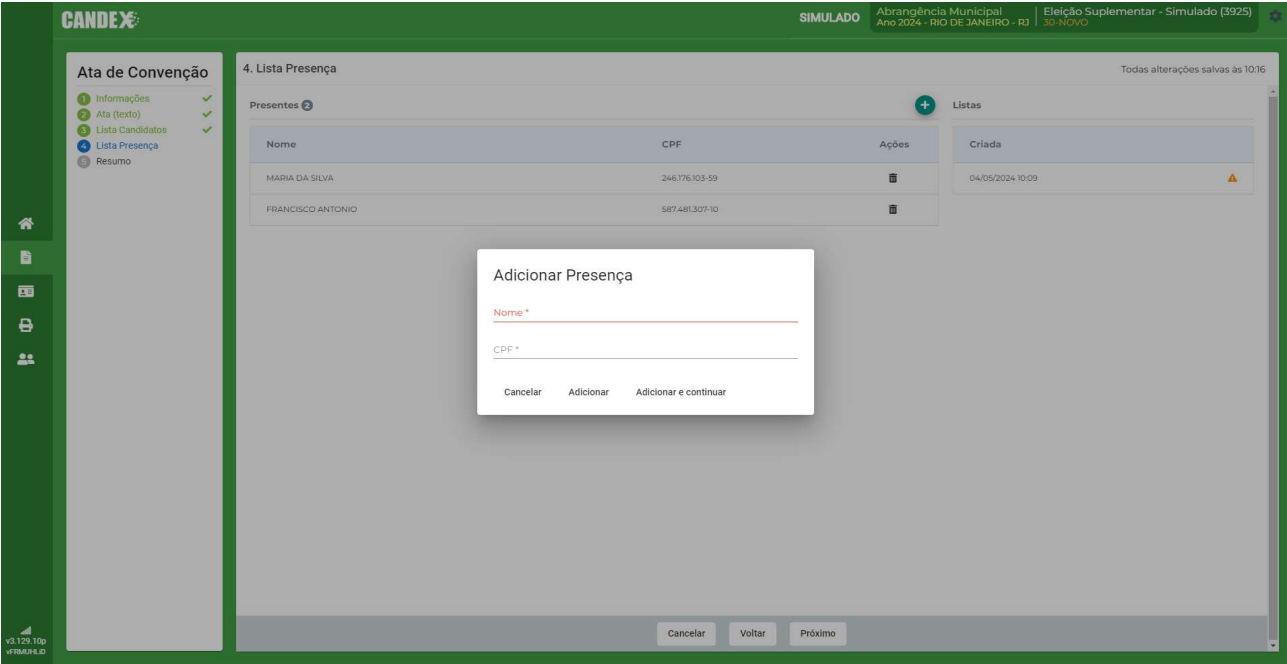 CANDEX
SIMULADO
Abrangência Municipal
Ano 2024 - RIO DE JANEIRO - RJ
Eleição Suplementar - Simulado (3925)
30-NOVO
Ata de Convenção
1 Informações
2 Ata (texto)
3 Lista Candidatos
4 Lista Presença
5 Resumo
4. Lista Presença
Todas alterações salvas às 10:16
Presentes 2
Listas
Nome CPF Ações
Criada
MARIA DA SILVA 246.176.103-59
04/05/2024 10:09
FRANCISCO ANTONIO 587.481.307-10
Adicionar Presença
Nome *
CPF *
Cancelar Adicionar Adicionar e continuar
Cancelar Voltar Próximo
v3.129.10p
vFRMUHLiD